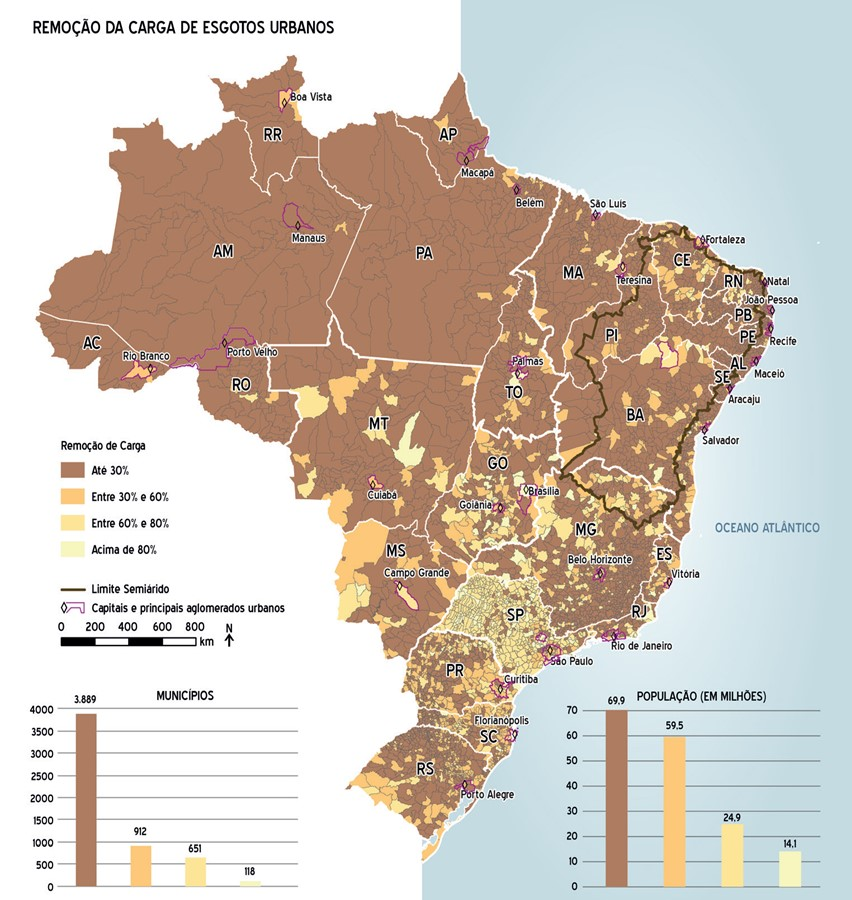 REMOÇÃO DA CARGA DE ESGOTOS URBANOS
Boa Vista
RR
AP
Macapá
Belém
São Luis
Manaus
AM
PA
MA
Teresina
Fortaleza
CE
RN
Natal
João Pessoa
PB
PI
PE
Recife
AC
Rio Branco
Porto Velho
RO
Palmas
TO
AL
Maceió
SE
Aracaju
BA
Salvador
MT
Cuiabá
GO
Goiânia
Brasília
MG
Belo Horizonte
ES
Vitória
OCEANO ATLÂNTICO
MS
Campo Grande
SP
RJ
Rio de Janeiro
São Paulo
PR
Curitiba
Florianópolis
SC
RS
Porto Alegre
Remoção de Carga
Até 30%
Entre 30% e 60%
Entre 60% e 80%
Acima de 80%
Limite Semiárido
Capitais e principais aglomerados urbanos
0 200 400 600 800
km
N
MUNICÍPIOS
4000
3500
3000
2500
2000
1500
1000
500
0
3.889
912
651
118
POPULAÇÃO (EM MILHÕES)
70
60
50
40
30
20
10
0
69,9
59,5
24,9
14,1